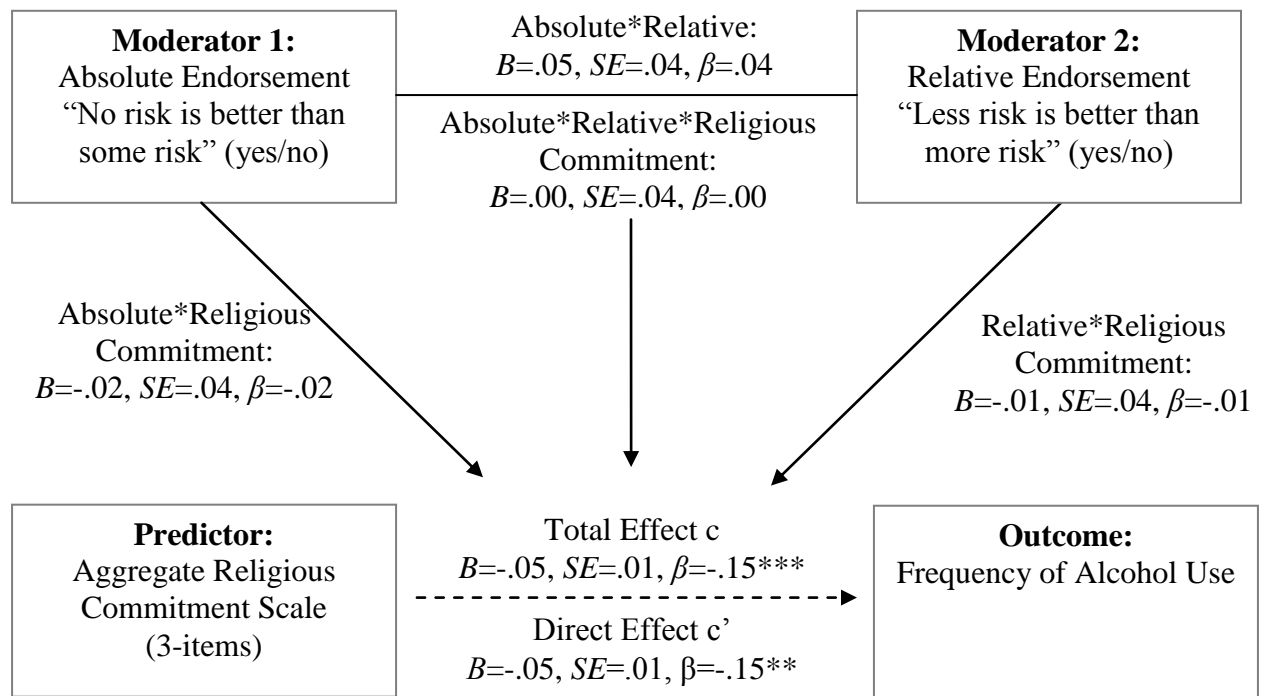 Moderator 1:
Absolute Endorsement
“No risk is better than
some risk” (yes/no)
Absolute*Relative:
B=.05, SE=.04, β=.04
Absolute*Relative*Religious
Commitment:
B=.00, SE=.04, β=.00
Moderator 2:
Relative Endorsement
“Less risk is better than
more risk” (yes/no)
Absolute*Religious
Commitment:
B=-.02, SE=.04, β=-.02
Relative*Religious
Commitment:
B=-.01, SE=.04, β=-.01
Predictor:
Aggregate Religious
Commitment Scale
(3-items)
Total Effect c
B=-.05, SE=.01, β=-.15***
Direct Effect c’
B=-.05, SE=.01, β=-.15**
Outcome:
Frequency of Alcohol Use